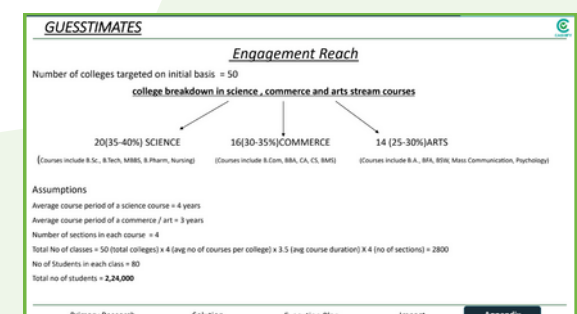 GUESSTIMATES
Engagement Reach
Number of colleges targeted on initial basis = 50
college breakdown in science , commerce and arts stream courses
20(35-40%) SCIENCE 16(30-35%)COMMERCE 14 (25-30%)ARTS
(Courses include B.Sc., B.Tech, MBBS, B.Pharm, Nursing) (Courses include B.Com, BBA, CA, CS, BMS) (Courses include B.A., BFA, BSW, Mass Communication, Psychology)
Assumptions
Average course period of a science course = 4 years
Average course period of a commerce / art = 3 years
Number of sections in each course = 4
Total No of classes = 50 (total colleges) x 4 (avg no of courses per college) x 3.5 (avg course duration) X 4 (no of sections) = 2800
No of Students in each class = 80
Total no of students = 2,24,000
Primary Research Solution Execution Plan Impact Appendix